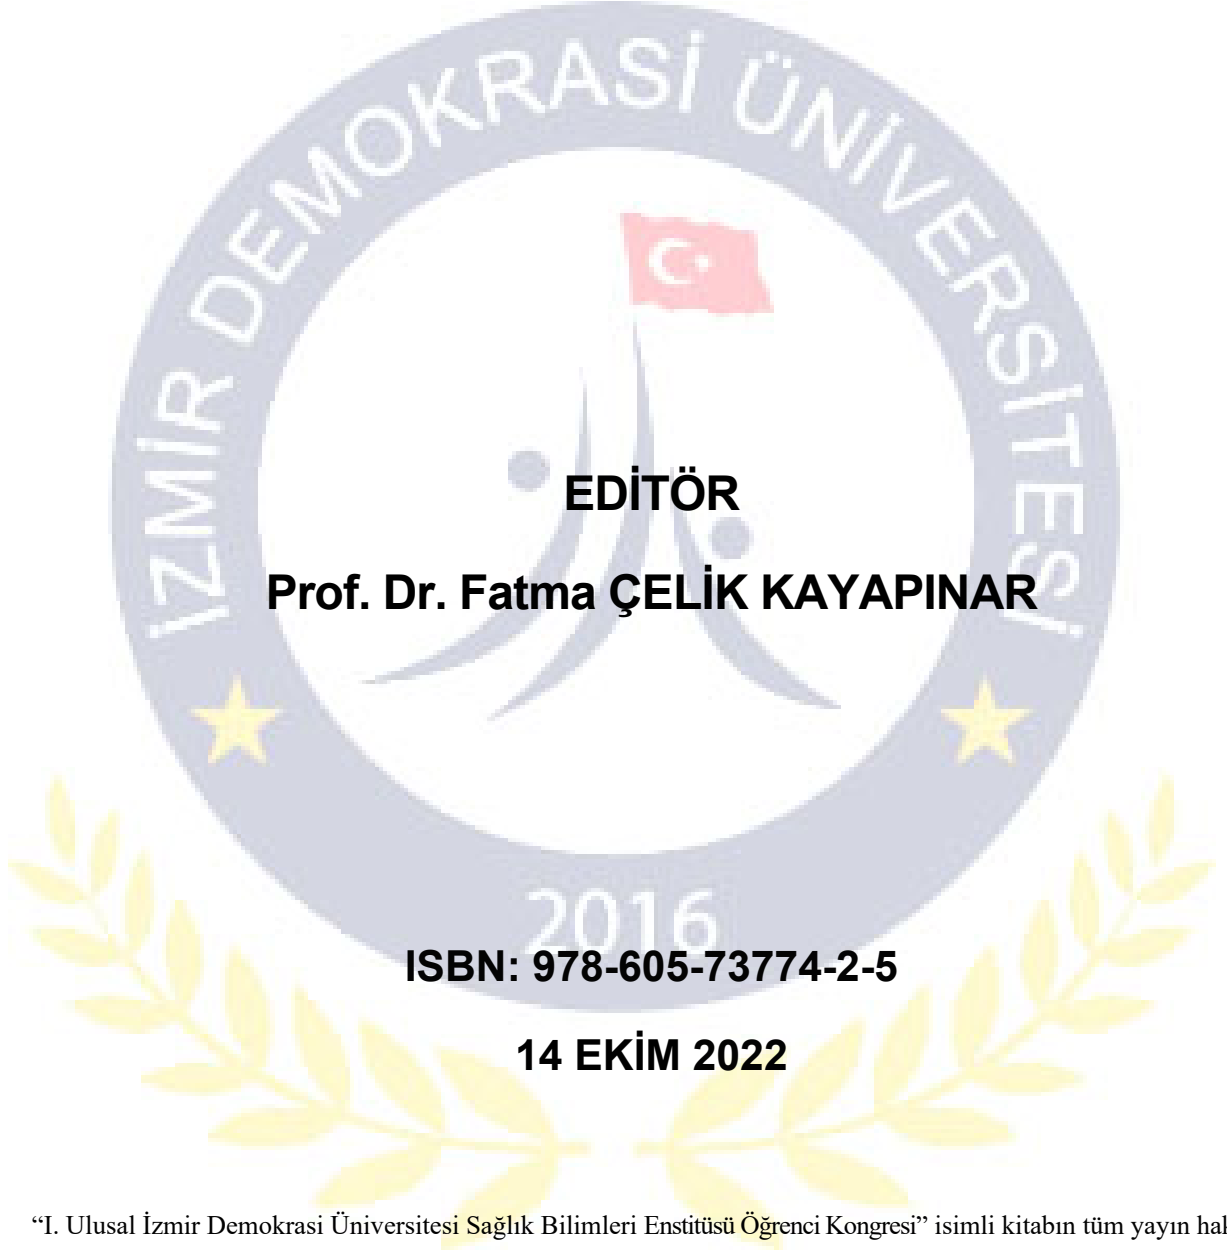 İZMİR DEMOKRASİ ÜNİVERSİTESİ
EDİTÖR
Prof. Dr. Fatma ÇELİK KAYAPINAR
2016
ISBN: 978-605-73774-2-5
14 EKİM 2022
“I. Ulusal İzmir Demokrasi Üniversitesi Sağlık Bilimleri Enstitüsü Öğrenci Kongresi” isimli kitabın tüm yayın